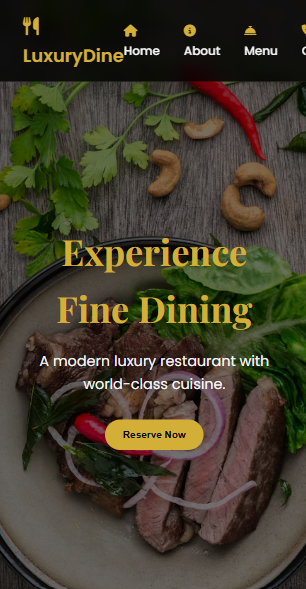 LuxuryDine
Home About Menu
Experience
Fine Dining
A modern luxury restaurant with
world-class cuisine.
Reserve Now